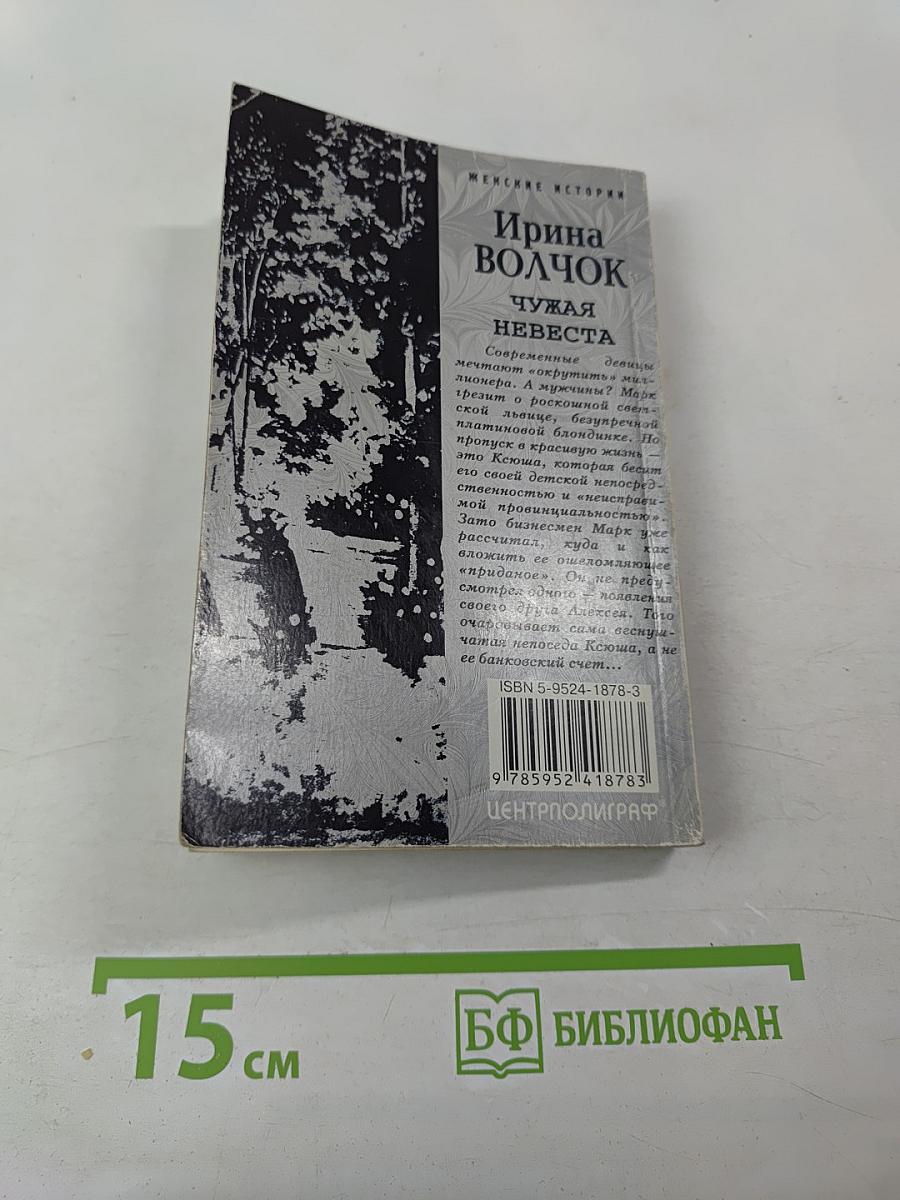 ЖЕНСКИЕ ИСТОРИИ
Ирина
ВОЛЧОК
ЧУЖАЯ
НЕВЕСТА
Современные девицы
мечтают «окрутить» мил-
лионера. А мужчины? Марк
грезит о роскошной свет-
ской львице, безупречной
платиновой блондинке. Но
пропуск в красивую жизнь —
это Ксюша, которая бесит
его своей детской непосред-
ственностью и «неисправи-
мой провинциальностью».
Зато бизнесмен Марк уже
рассчитал, куда и как
вложить ее ошеломляющее
«приданое». Он не преду-
смотрел одного — появления
своего друга Алексея. Того
очаровывает сама веснуш-
чатая непоседа Ксюша, а не
ее банковский счет...
ISBN 5-9524-1878-3
9 785952 418783
ЦЕНТРПОЛИГРАФ®
15 см
БФ БИБЛИОФАН